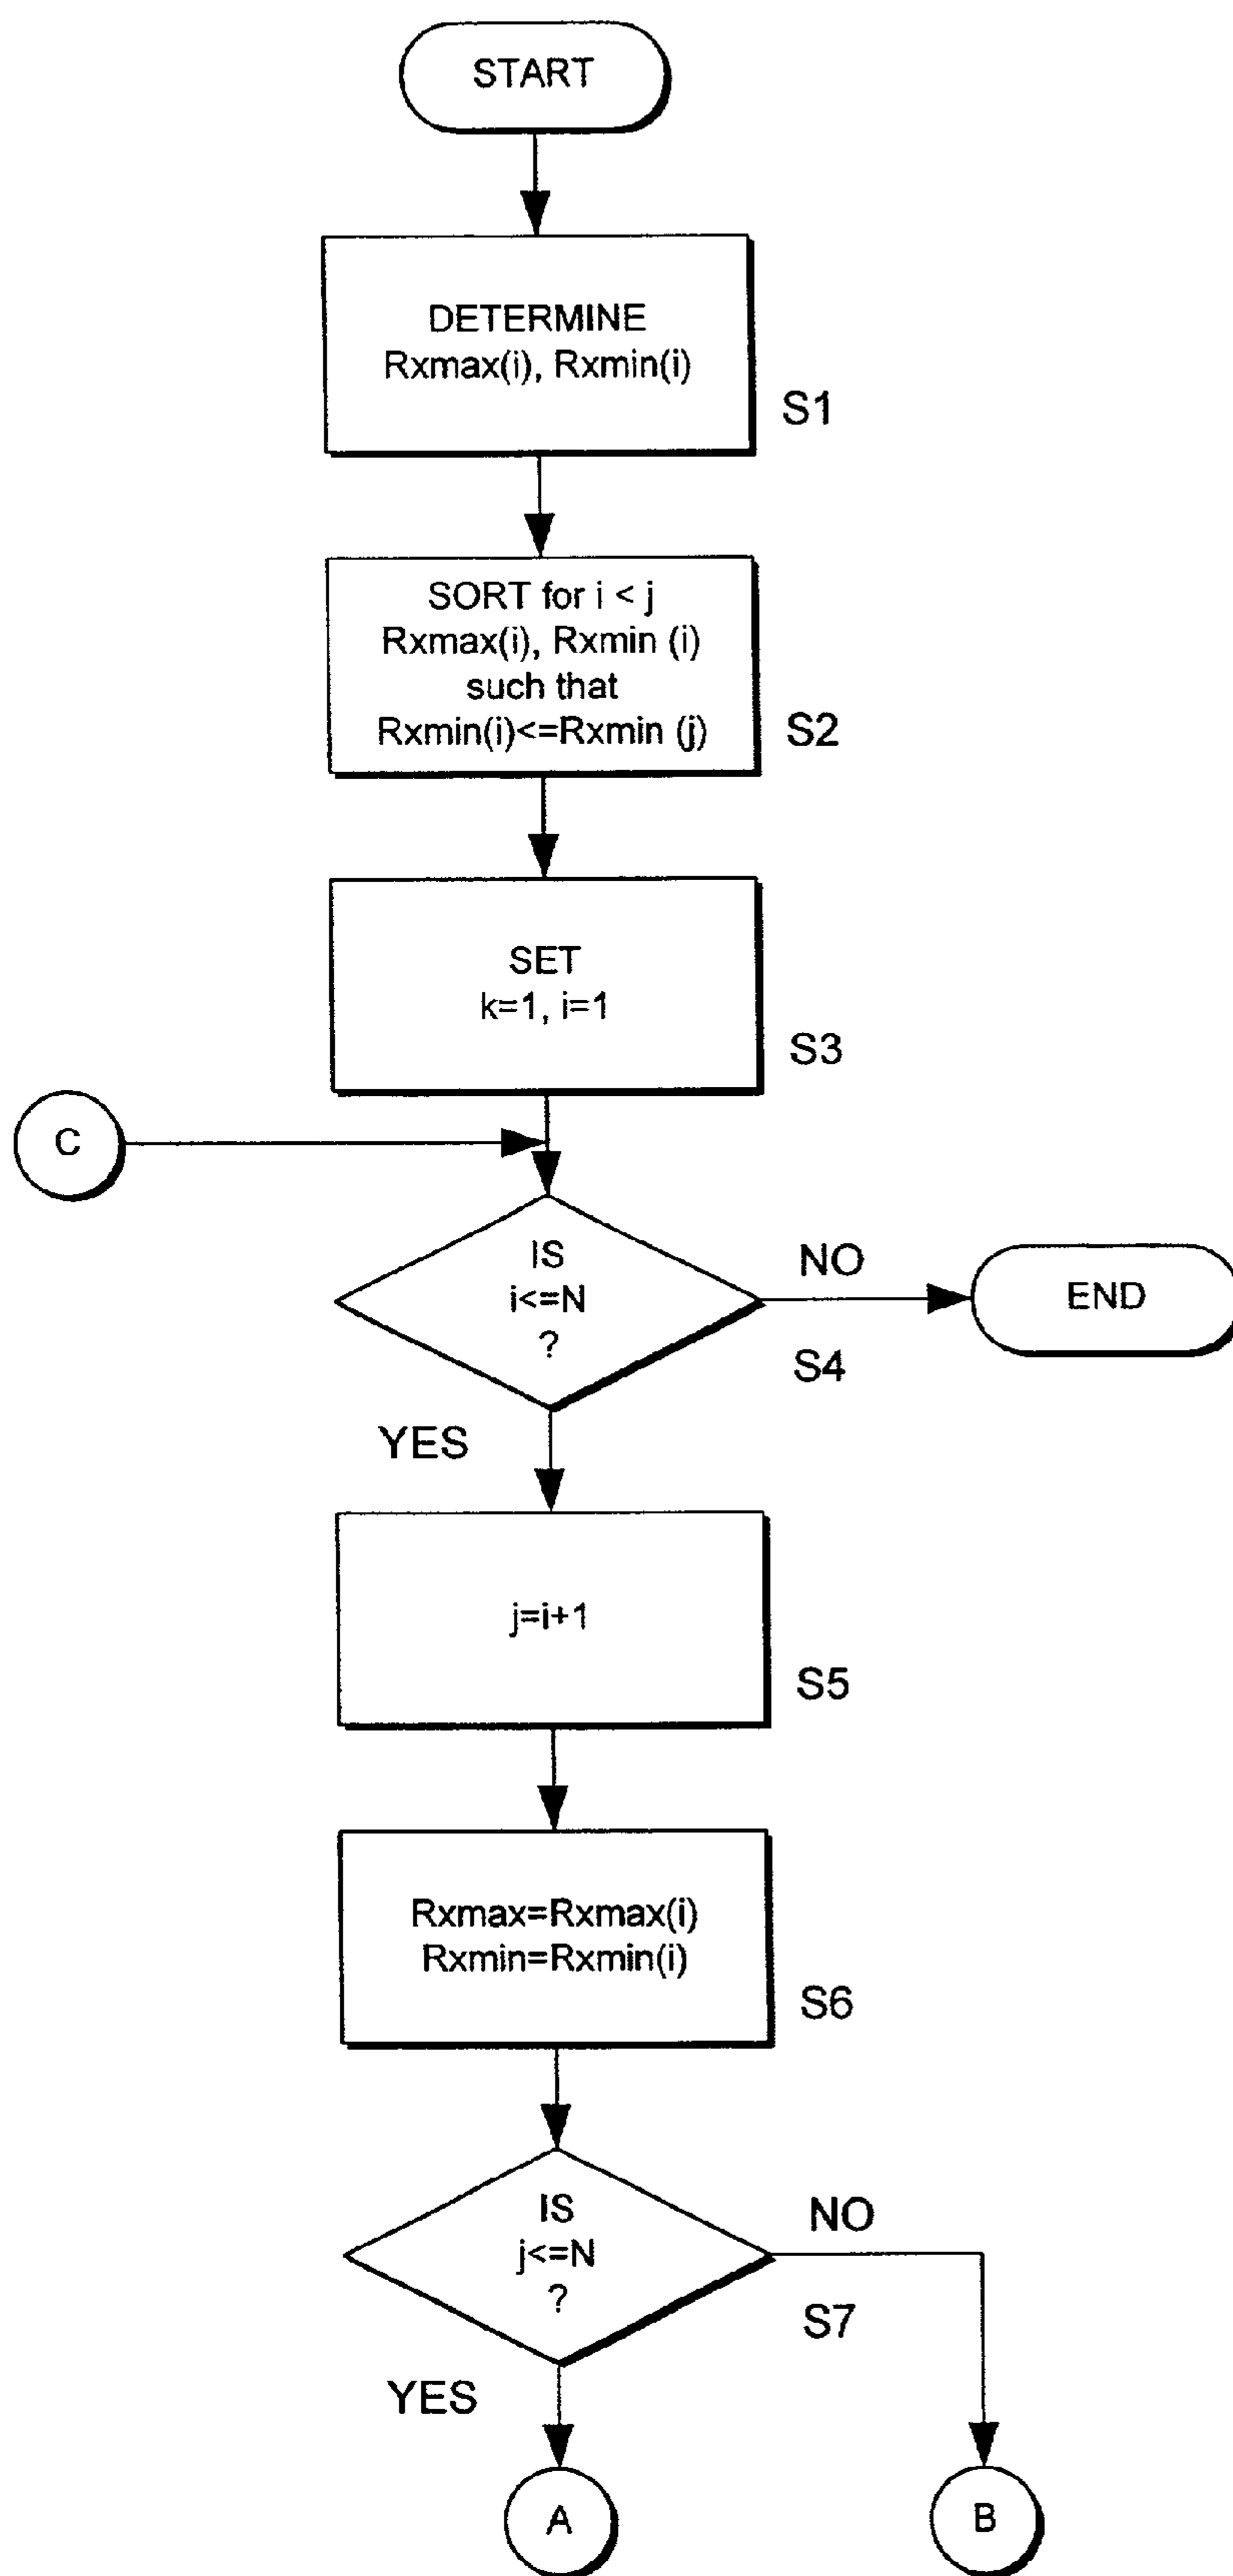 START
DETERMINE
Rxmax(i), Rxmin(i)
S1
SORT for i < j
Rxmax(i), Rxmin (i)
such that
Rxmin(i)<=Rxmin (j)
S2
SET
k=1, i=1
S3
C
IS
i<=N
?
NO
END
S4
YES
j=i+1
S5
Rxmax=Rxmax(i)
Rxmin=Rxmin(i)
S6
IS
j<=N
?
NO
S7
YES
A
B